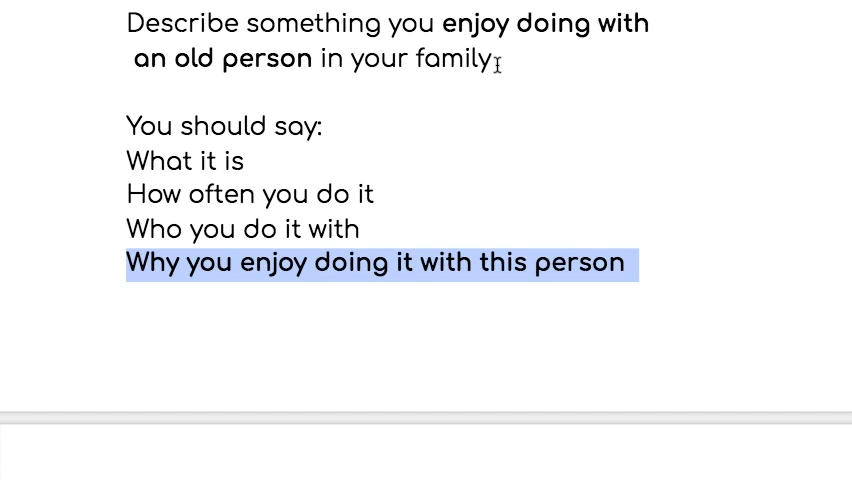 Describe something you enjoy doing with
an old person in your family
You should say:
What it is
How often you do it
Who you do it with
Why you enjoy doing it with this person